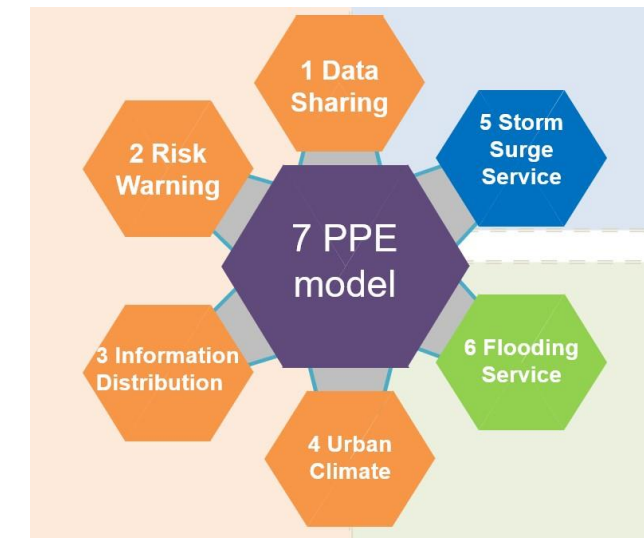 1 Data
Sharing
2 Risk
Warning
3 Information
Distribution
4 Urban
Climate
5 Storm
Surge
Service
6 Flooding
Service
7 PPE
model